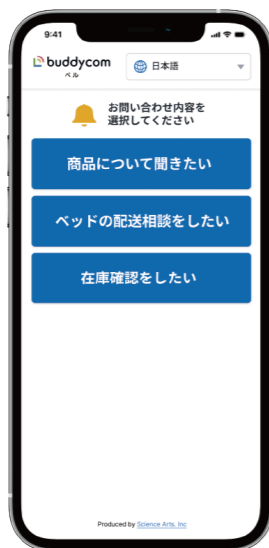 9:41
buddycom
ベル
日本語
お問い合わせ内容を
選択してください
商品について聞きたい
ベッドの配送相談をしたい
在庫確認をしたい
Produced by Science Arts, Inc